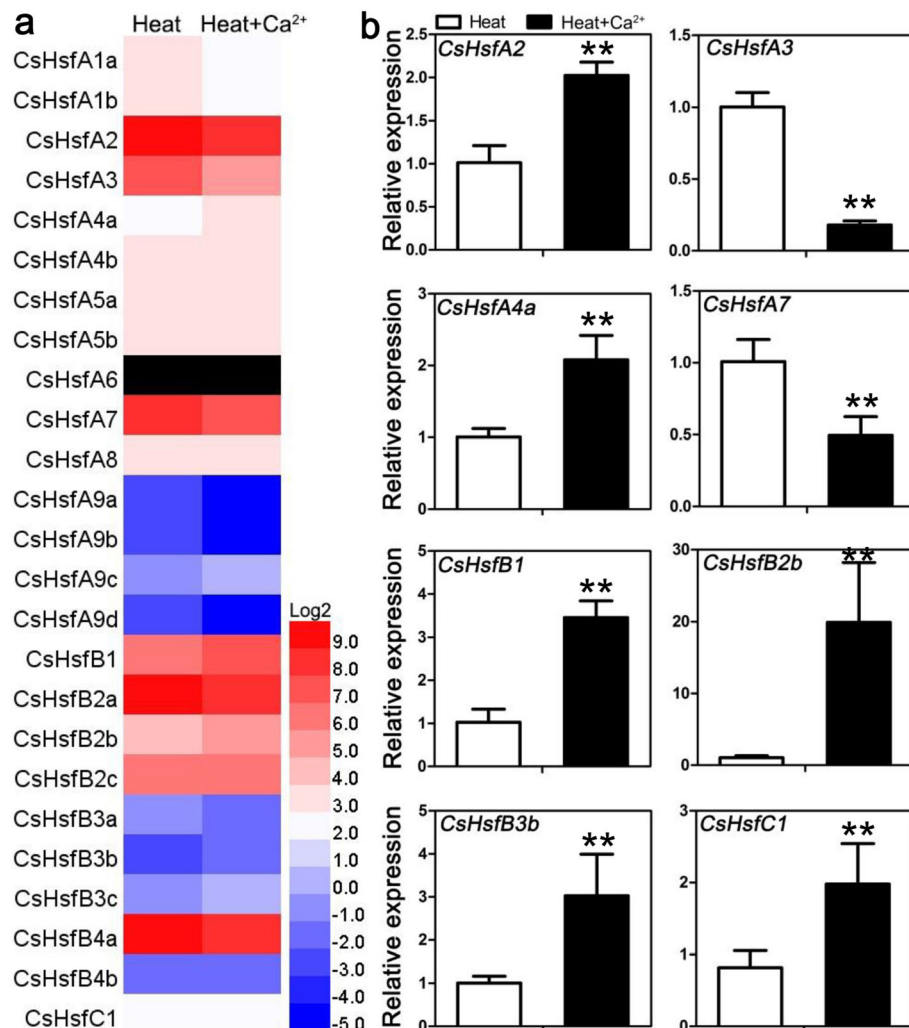 a
Heat Heat+Ca²⁺
CsHsfA1a
CsHsfA1b
CsHsfA2
CsHsfA3
CsHsfA4a
CsHsfA4b
CsHsfA5a
CsHsfA5b
CsHsfA6
CsHsfA7
CsHsfA8
CsHsfA9a
CsHsfA9b
CsHsfA9c
CsHsfA9d
CsHsfB1
CsHsfB2a
CsHsfB2b
CsHsfB2c
CsHsfB3a
CsHsfB3b
CsHsfB3c
CsHsfB4a
CsHsfB4b
CsHsfC1
Log2
9.0
8.0
7.0
6.0
5.0
4.0
3.0
2.0
1.0
0.0
-1.0
-2.0
-3.0
-4.0
-5.0
b
Heat Heat+Ca²⁺
Relative expression
2.5
2.0
1.5
1.0
0.5
0.0
CsHsfA2
**
1.5
1.0
0.5
0.0
CsHsfA3
**
Relative expression
3
2
1
0
CsHsfA4a
**
1.5
1.0
0.5
0.0
CsHsfA7
**
Relative expression
5
4
3
2
1
0
CsHsfB1
**
30
20
10
0
CsHsfB2b
**
Relative expression
5
4
3
2
1
0
CsHsfB3b
**
3
2
1
0
CsHsfC1
**